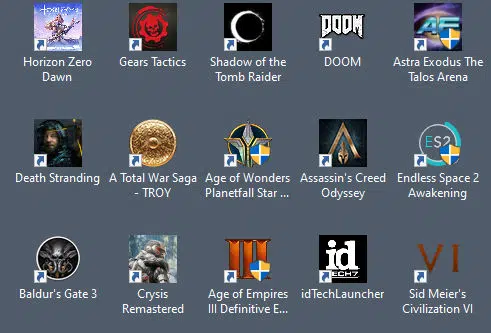 Horizon Zero
Dawn
Gears Tactics
Shadow of the
Tomb Raider
DOOM
DOOM
Astra Exodus The
Talos Arena
Death Stranding
A Total War Saga
- TROY
Age of Wonders
Planetfall Star ...
Assassin's Creed
Odyssey
ES2
Endless Space 2
Awakening
Baldur's Gate 3
Crysis
Remastered
III
Age of Empires
III Definitive E...
id
TECH7
idTechLauncher
VI
Sid Meier's
Civilization VI